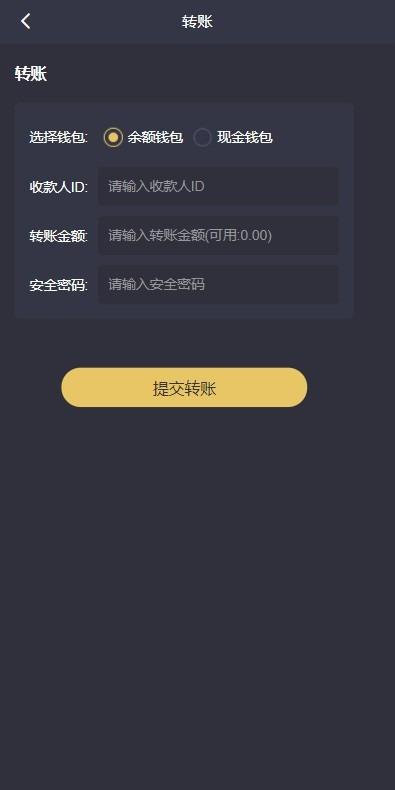 转账
转账
选择钱包: 余额钱包 现金钱包
收款人ID: 请输入收款人ID
转账金额: 请输入转账金额(可用:0.00)
安全密码: 请输入安全密码
提交转账